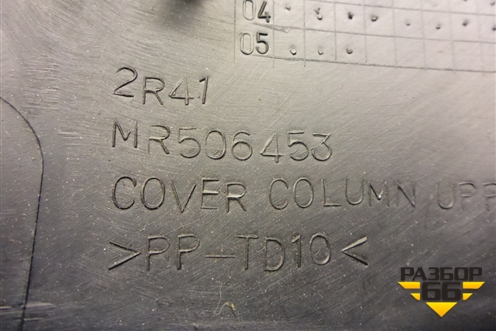 04
05
2R41
MR506453
COVER COLUMN UPP
>PP-TD10<
РАЗБОР
66